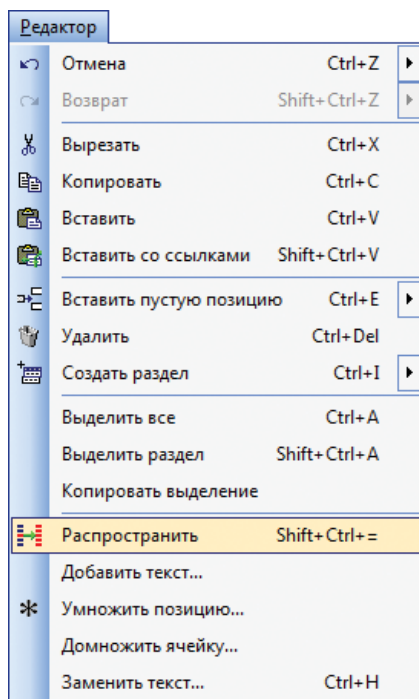 Редактор
Отмена Ctrl+Z
Возврат Shift+Ctrl+Z
Вырезать Ctrl+X
Копировать Ctrl+C
Вставить Ctrl+V
Вставить со ссылками Shift+Ctrl+V
Вставить пустую позицию Ctrl+E
Удалить Ctrl+Del
Создать раздел Ctrl+I
Выделить все Ctrl+A
Выделить раздел Shift+Ctrl+A
Копировать выделение
Распространить Shift+Ctrl+=
Добавить текст...
Умножить позицию...
Домножить ячейку...
Заменить текст... Ctrl+H